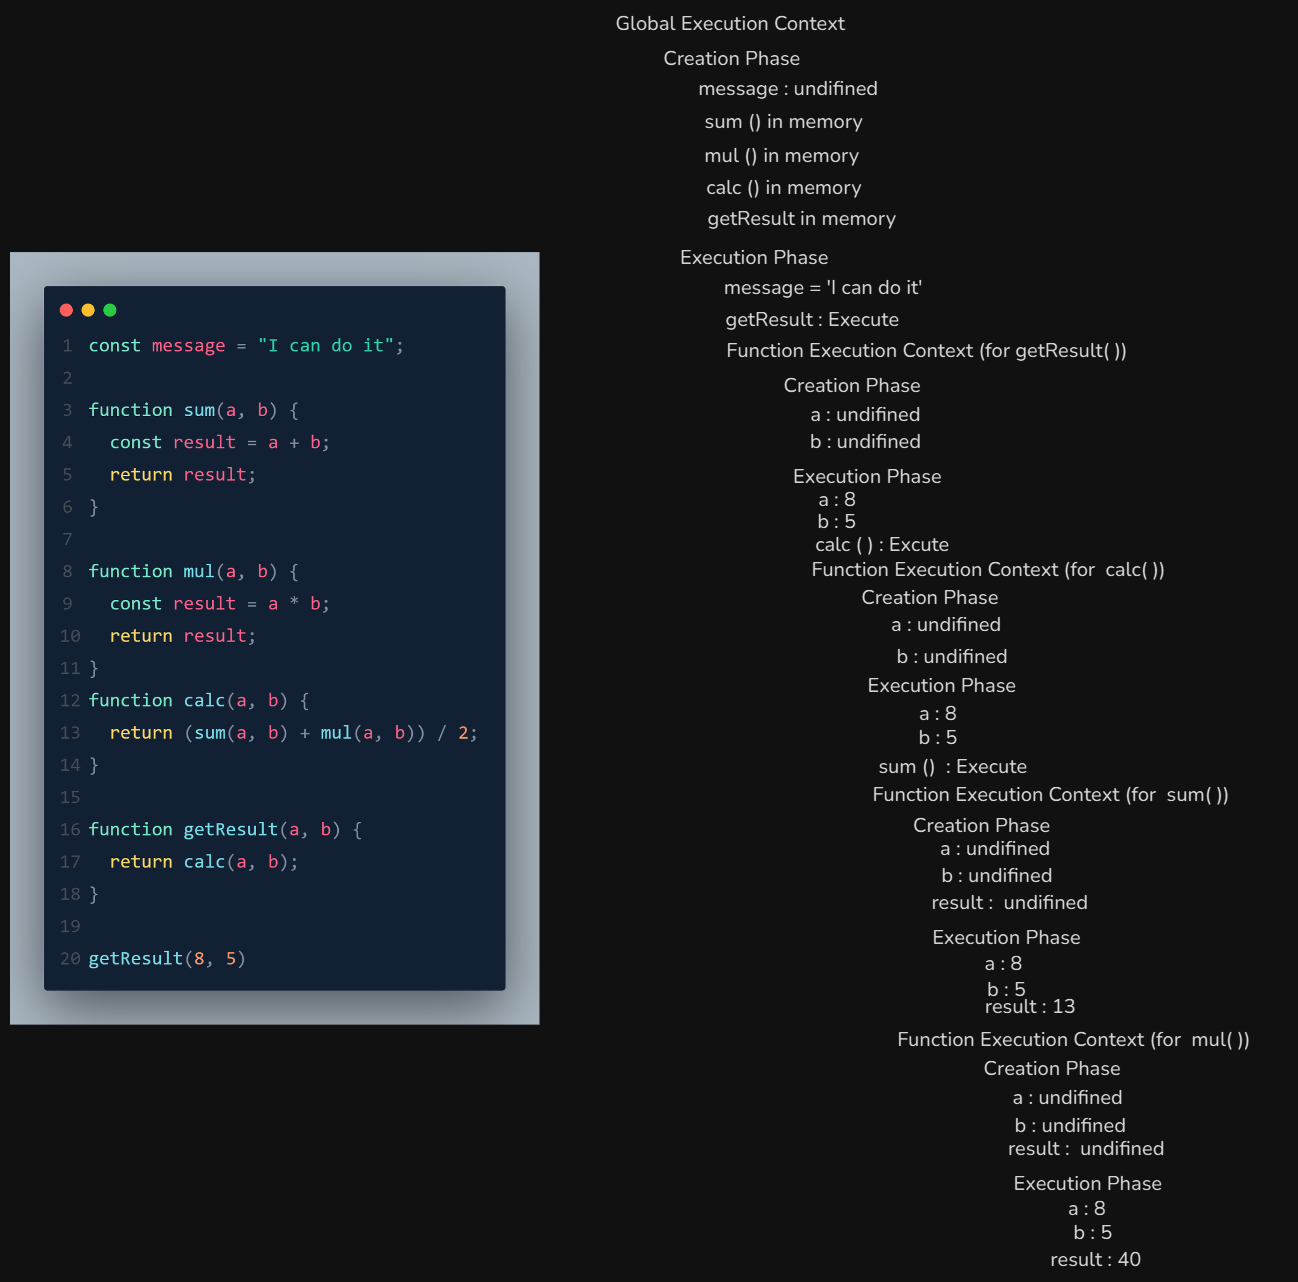 Global Execution Context
Creation Phase
message : undifined
sum () in memory
mul () in memory
calc () in memory
getResult in memory
Execution Phase
message = 'I can do it'
getResult : Execute
Function Execution Context (for getResult( ))
Creation Phase
a : undifined
b : undifined
Execution Phase
a : 8
b : 5
calc ( ) : Excute
Function Execution Context (for  calc( ))
Creation Phase
a : undifined
b : undifined
Execution Phase
a : 8
b : 5
sum ()  : Execute
Function Execution Context (for  sum( ))
Creation Phase
a : undifined
b : undifined
result :  undifined
Execution Phase
a : 8
b : 5
result : 13
Function Execution Context (for  mul( ))
Creation Phase
a : undifined
b : undifined
result :  undifined
Execution Phase
a : 8
b : 5
result : 40
1 const message = "I can do it";
2
3 function sum(a, b) {
4   const result = a + b;
5   return result;
6 }
7
8 function mul(a, b) {
9   const result = a * b;
10   return result;
11 }
12 function calc(a, b) {
13   return (sum(a, b) + mul(a, b)) / 2;
14 }
15
16 function getResult(a, b) {
17   return calc(a, b);
18 }
19
20 getResult(8, 5)